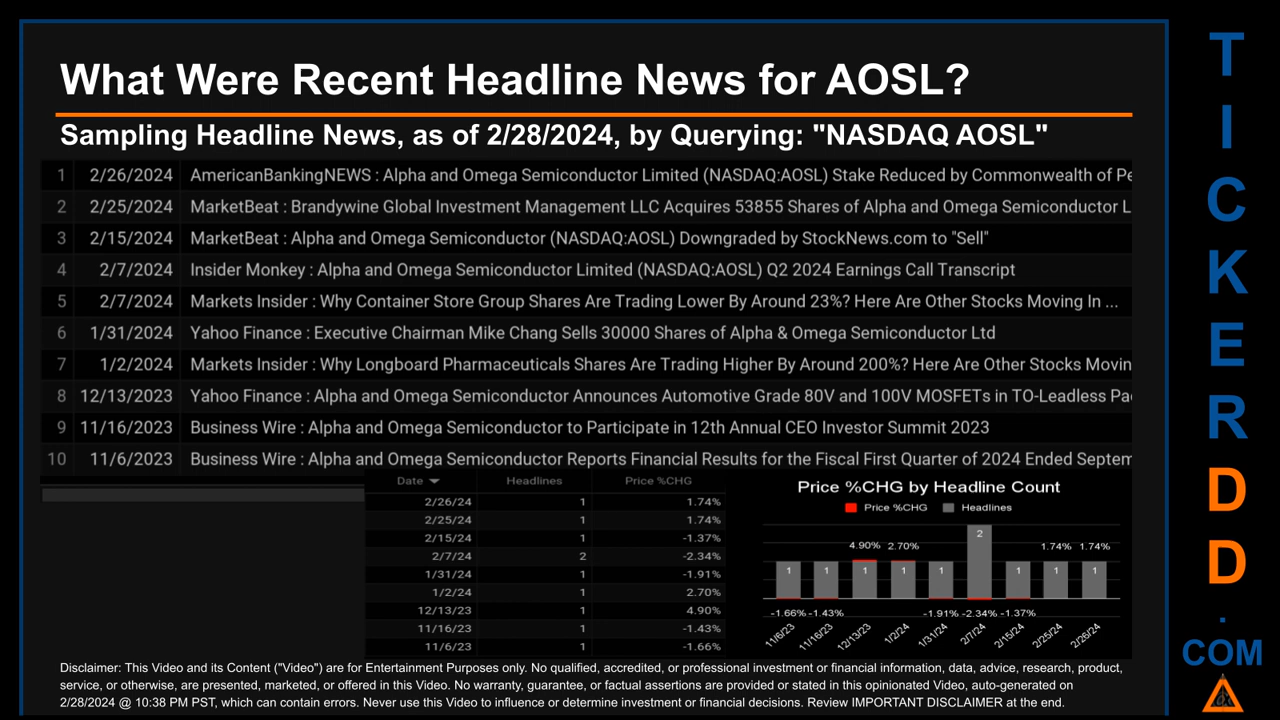 What Were Recent Headline News for AOSL?
Sampling Headline News, as of 2/28/2024, by Querying: "NASDAQ AOSL"
1 2/26/2024 AmericanBankingNEWS : Alpha and Omega Semiconductor Limited (NASDAQ:AOSL) Stake Reduced by Commonwealth of Pe
2 2/25/2024 MarketBeat : Brandywine Global Investment Management LLC Acquires 53855 Shares of Alpha and Omega Semiconductor L
3 2/15/2024 MarketBeat : Alpha and Omega Semiconductor (NASDAQ:AOSL) Downgraded by StockNews.com to "Sell"
4 2/7/2024 Insider Monkey : Alpha and Omega Semiconductor Limited (NASDAQ:AOSL) Q2 2024 Earnings Call Transcript
5 2/7/2024 Markets Insider : Why Container Store Group Shares Are Trading Lower By Around 23%? Here Are Other Stocks Moving In ...
6 1/31/2024 Yahoo Finance : Executive Chairman Mike Chang Sells 30000 Shares of Alpha & Omega Semiconductor Ltd
7 1/2/2024 Markets Insider : Why Longboard Pharmaceuticals Shares Are Trading Higher By Around 200%? Here Are Other Stocks Movin
8 12/13/2023 Yahoo Finance : Alpha and Omega Semiconductor Announces Automotive Grade 80V and 100V MOSFETs in TO-Leadless Pa
9 11/16/2023 Business Wire : Alpha and Omega Semiconductor to Participate in 12th Annual CEO Investor Summit 2023
10 11/6/2023 Business Wire : Alpha and Omega Semiconductor Reports Financial Results for the Fiscal First Quarter of 2024 Ended Septem
Date Headlines Price %CHG
2/26/24 1 1.74%
2/25/24 1 1.74%
2/15/24 1 -1.37%
2/7/24 2 -2.34%
1/31/24 1 -1.91%
1/2/24 1 2.70%
12/13/23 1 4.90%
11/16/23 1 -1.43%
11/6/23 1 -1.66%
Price %CHG by Headline Count
Price %CHG Headlines
2
4.90% 2.70% 1.74% 1.74%
1 1 1 1 1 1 1 1
-1.66% -1.43% -1.91% -2.34% -1.37%
11/6/23 11/16/23 12/13/23 1/2/24 1/31/24 2/7/24 2/15/24 2/25/24 2/26/24
Disclaimer: This Video and its Content ("Video") are for Entertainment Purposes only. No qualified, accredited, or professional investment or financial information, data, advice, research, product,
service, or otherwise, are presented, marketed, or offered in this Video. No warranty, guarantee, or factual assertions are provided or stated in this opinionated Video, auto-generated on
2/28/2024 @ 10:38 PM PST, which can contain errors. Never use this Video to influence or determine investment or financial decisions. Review IMPORTANT DISCLAIMER at the end.
T
I
C
K
E
R
D
D
.
COM